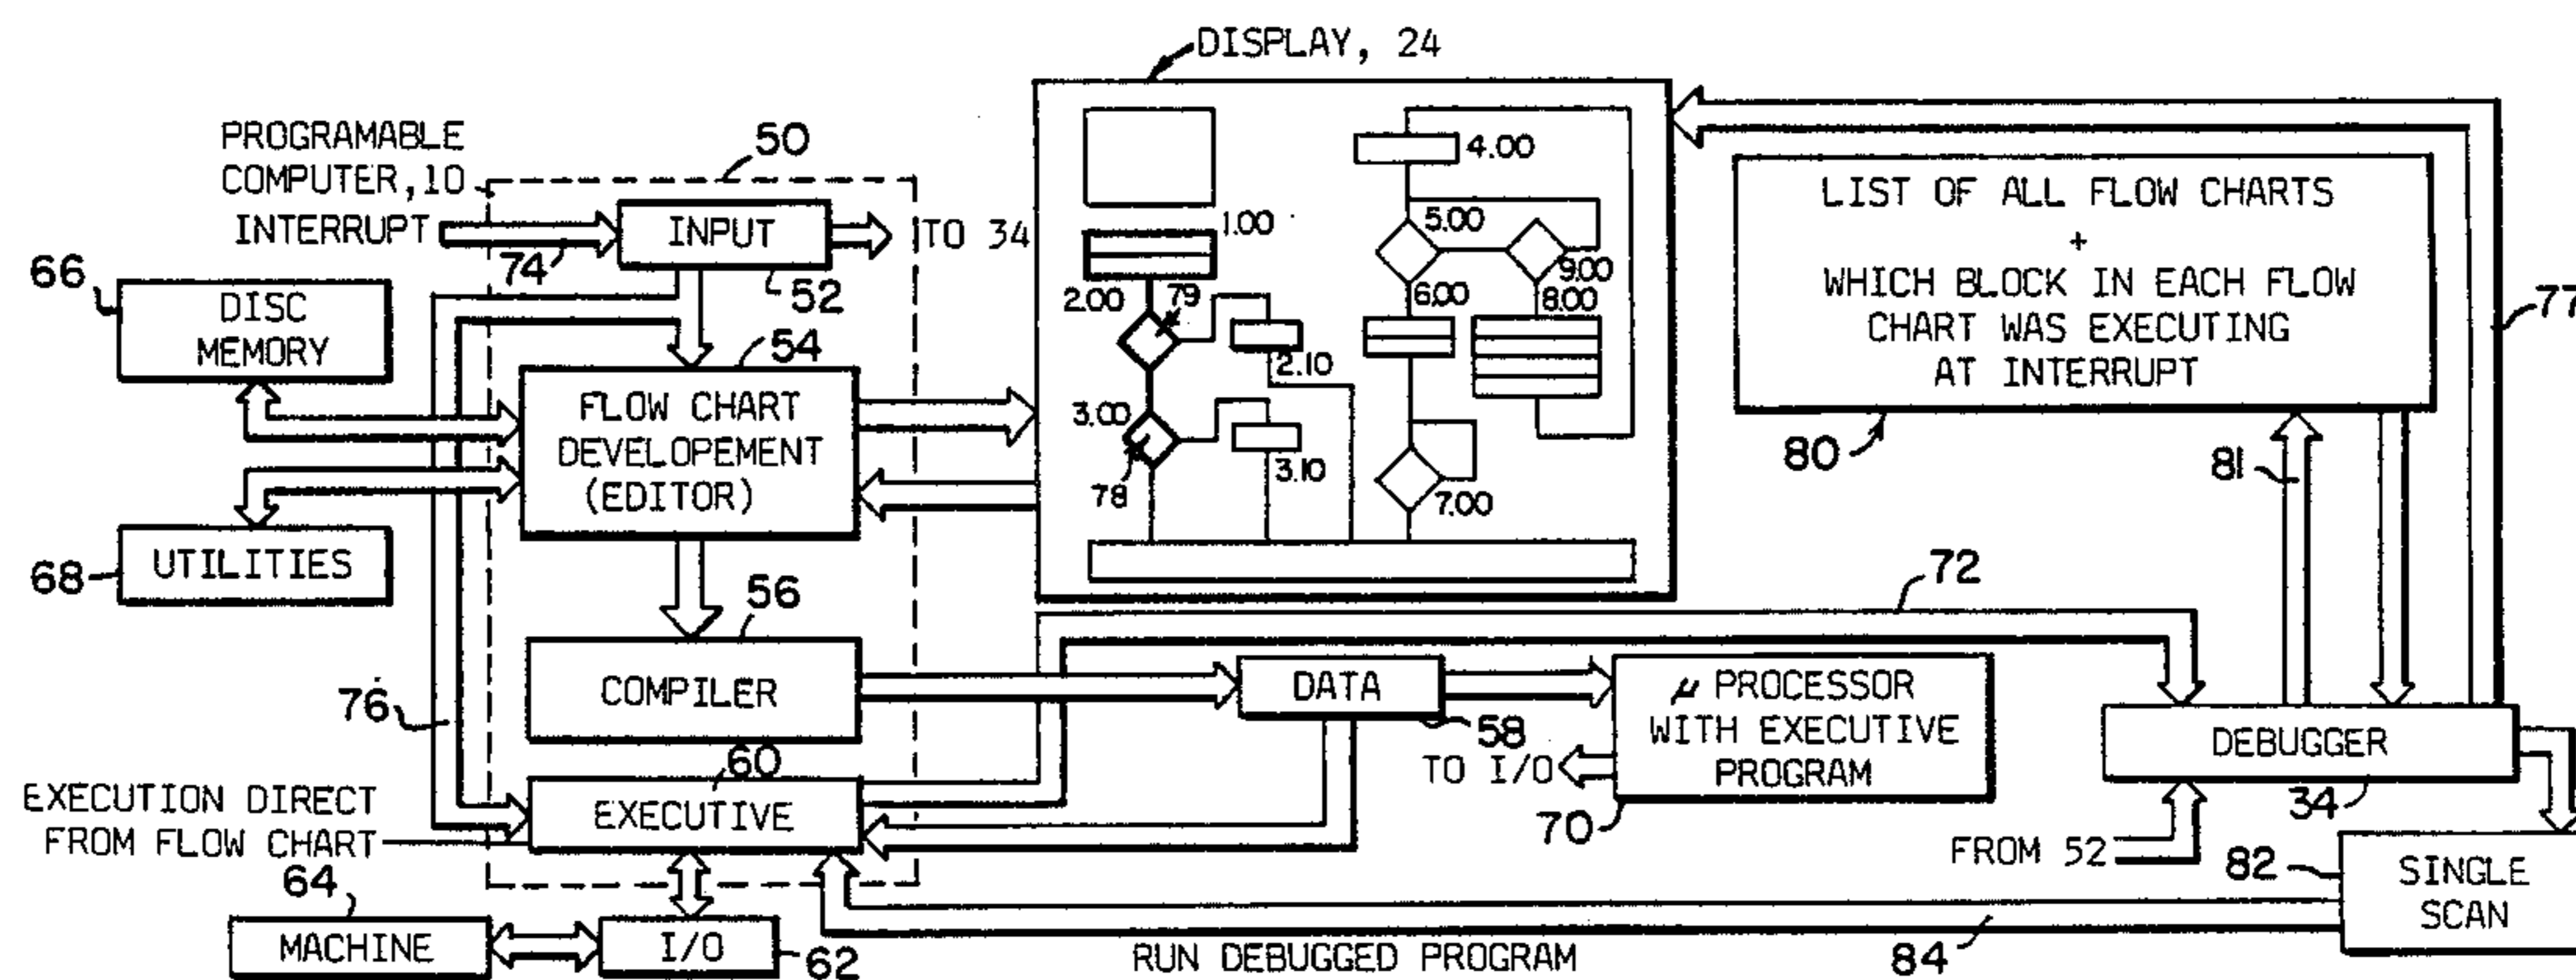 DISPLAY, 24
PROGRAMABLE
COMPUTER,10
INTERRUPT
50
INPUT
TO 34
74
52
66
DISC
MEMORY
54
FLOW CHART
DEVELOPEMENT
(EDITOR)
68
UTILITIES
56
COMPILER
76
60
EXECUTIVE
EXECUTION DIRECT
FROM FLOW CHART
64
MACHINE
I/O
62
1.00
2.00
79
2.10
3.00
78
3.10
4.00
5.00
9.00
6.00
8.00
7.00
LIST OF ALL FLOW CHARTS
+
WHICH BLOCK IN EACH FLOW
CHART WAS EXECUTING
AT INTERRUPT
77
80
81
72
DATA
58
μ PROCESSOR
WITH EXECUTIVE
PROGRAM
TO I/O
70
DEBUGGER
34
FROM 52
82
SINGLE
SCAN
RUN DEBUGGED PROGRAM
84